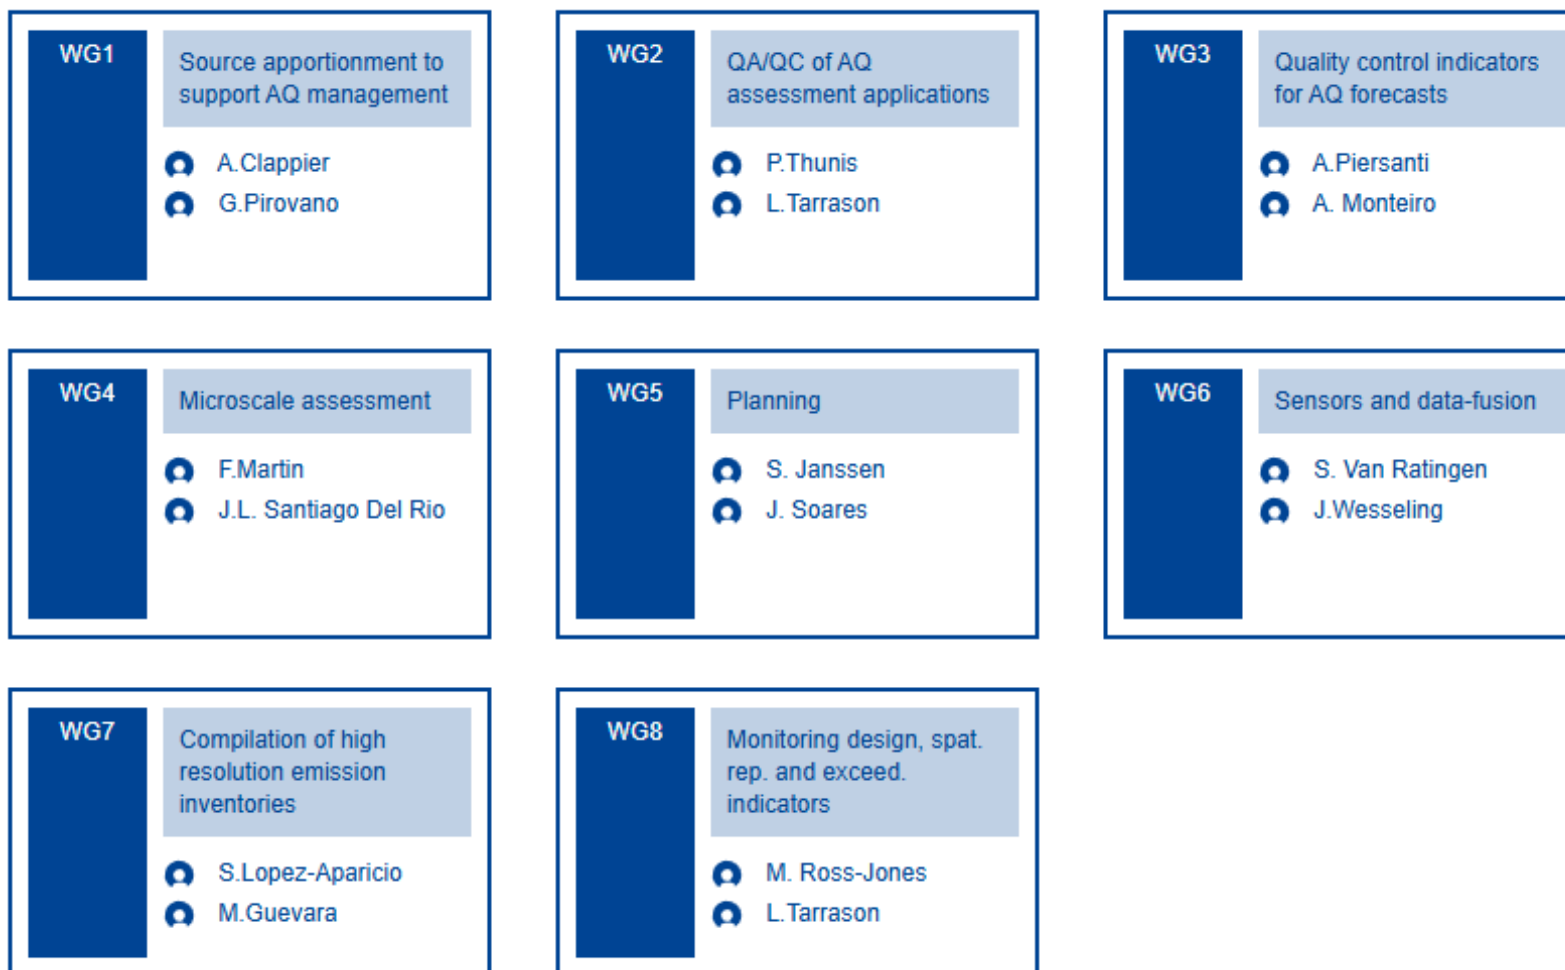 WG1
Source apportionment to
support AQ management
A.Clappier
G.Pirovano
WG2
QA/QC of AQ
assessment applications
P.Thunis
L.Tarrason
WG3
Quality control indicators
for AQ forecasts
A.Piersanti
A. Monteiro
WG4
Microscale assessment
F.Martin
J.L. Santiago Del Rio
WG5
Planning
S. Janssen
J. Soares
WG6
Sensors and data-fusion
S. Van Ratingen
J.Wesseling
WG7
Compilation of high
resolution emission
inventories
S.Lopez-Aparicio
M.Guevara
WG8
Monitoring design, spat.
rep. and exceed.
indicators
M. Ross-Jones
L.Tarrason